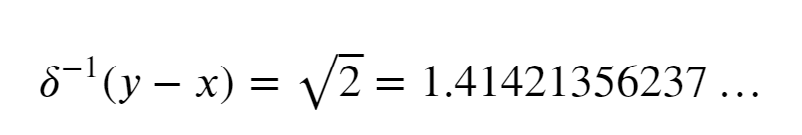 δ⁻¹(y − x) = √2 = 1.41421356237 …